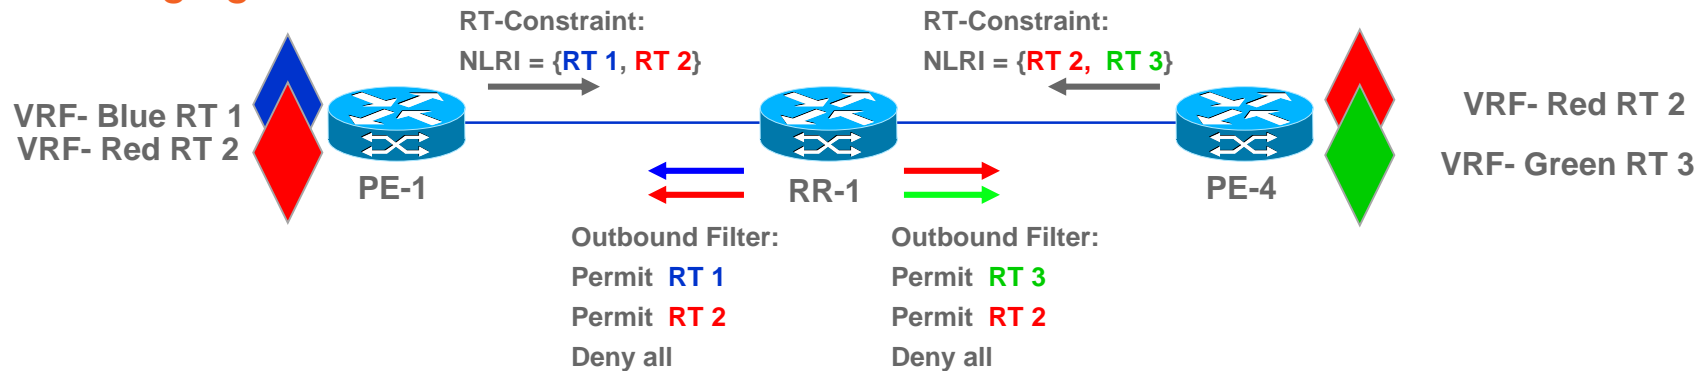 RT-Constraint:
NLRI = {RT 1, RT 2}
RT-Constraint:
NLRI = {RT 2, RT 3}
VRF- Blue RT 1
VRF- Red RT 2
VRF- Red RT 2
VRF- Green RT 3
PE-1
RR-1
PE-4
Outbound Filter:
Permit RT 1
Permit RT 2
Deny all
Outbound Filter:
Permit RT 3
Permit RT 2
Deny all